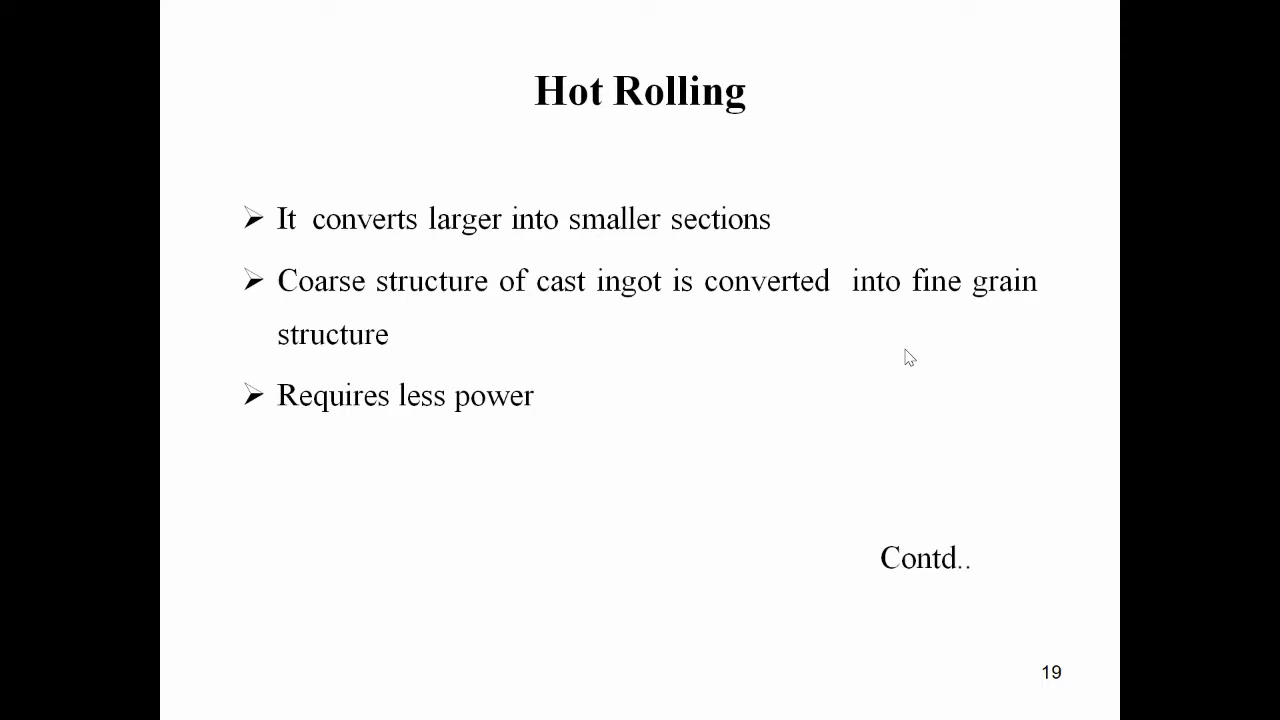 Hot Rolling
It converts larger into smaller sections
Coarse structure of cast ingot is converted into fine grain
structure
Requires less power
Contd..
19